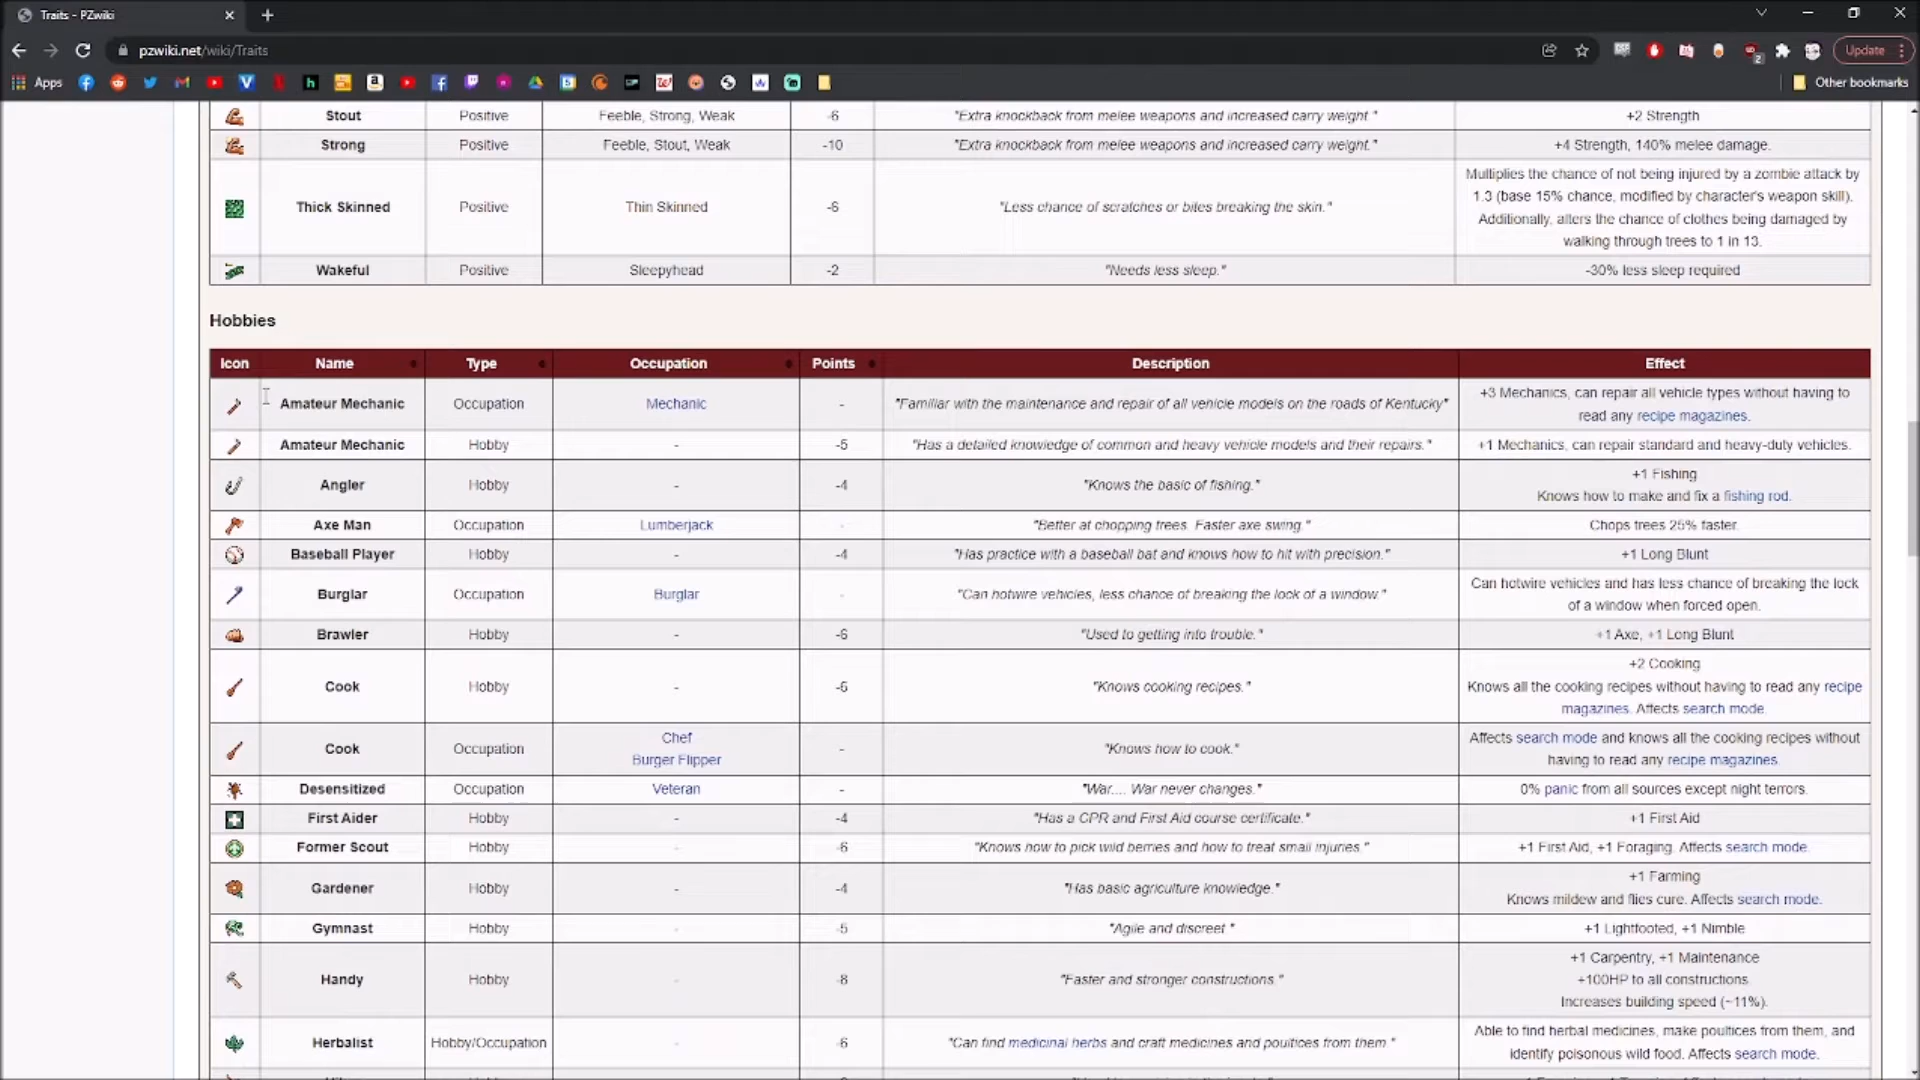 Traits - PZwiki
pzwiki.net/wiki/Traits
Update
Apps
Other bookmarks
Stout Positive Feeble, Strong, Weak -6 "Extra knockback from melee weapons and increased carry weight " +2 Strength
Strong Positive Feeble, Stout, Weak -10 "Extra knockback from melee weapons and increased carry weight." +4 Strength, 140% melee damage.
Multiplies the chance of not being injured by a zombie attack by
1.3 (base 15% chance, modified by character's weapon skill).
Thick Skinned Positive Thin Skinned -6 "Less chance of scratches or bites breaking the skin."
Additionally, alters the chance of clothes being damaged by
walking through trees to 1 in 13.
Wakeful Positive Sleepyhead -2 "Needs less sleep." -30% less sleep required
Hobbies
Icon Name Type Occupation Points Description Effect
Amateur Mechanic Occupation Mechanic - "Familiar with the maintenance and repair of all vehicle models on the roads of Kentucky" +3 Mechanics, can repair all vehicle types without having to
read any recipe magazines.
Amateur Mechanic Hobby - -5 "Has a detailed knowledge of common and heavy vehicle models and their repairs." +1 Mechanics, can repair standard and heavy-duty vehicles.
Angler Hobby - -4 "Knows the basic of fishing." +1 Fishing
Knows how to make and fix a fishing rod.
Axe Man Occupation Lumberjack - "Better at chopping trees. Faster axe swing." Chops trees 25% faster.
Baseball Player Hobby - -4 "Has practice with a baseball bat and knows how to hit with precision." +1 Long Blunt
Burglar Occupation Burglar - "Can hotwire vehicles, less chance of breaking the lock of a window." Can hotwire vehicles and has less chance of breaking the lock
of a window when forced open.
Brawler Hobby - -6 "Used to getting into trouble." +1 Axe, +1 Long Blunt
Cook Hobby - -6 "Knows cooking recipes." +2 Cooking
Knows all the cooking recipes without having to read any recipe
magazines. Affects search mode.
Cook Occupation Chef
Burger Flipper - "Knows how to cook." Affects search mode and knows all the cooking recipes without
having to read any recipe magazines.
Desensitized Occupation Veteran - "War.... War never changes." 0% panic from all sources except night terrors.
First Aider Hobby - -4 "Has a CPR and First Aid course certificate." +1 First Aid
Former Scout Hobby - -6 "Knows how to pick wild berries and how to treat small injuries." +1 First Aid, +1 Foraging. Affects search mode.
Gardener Hobby - -4 "Has basic agriculture knowledge." +1 Farming
Knows mildew and flies cure. Affects search mode.
Gymnast Hobby - -5 "Agile and discreet " +1 Lightfooted, +1 Nimble
Handy Hobby - -8 "Faster and stronger constructions." +1 Carpentry, +1 Maintenance
+100HP to all constructions
Increases building speed (~11%).
Herbalist Hobby/Occupation - -6 "Can find medicinal herbs and craft medicines and poultices from them " Able to find herbal medicines, make poultices from them, and
identify poisonous wild food. Affects search mode.